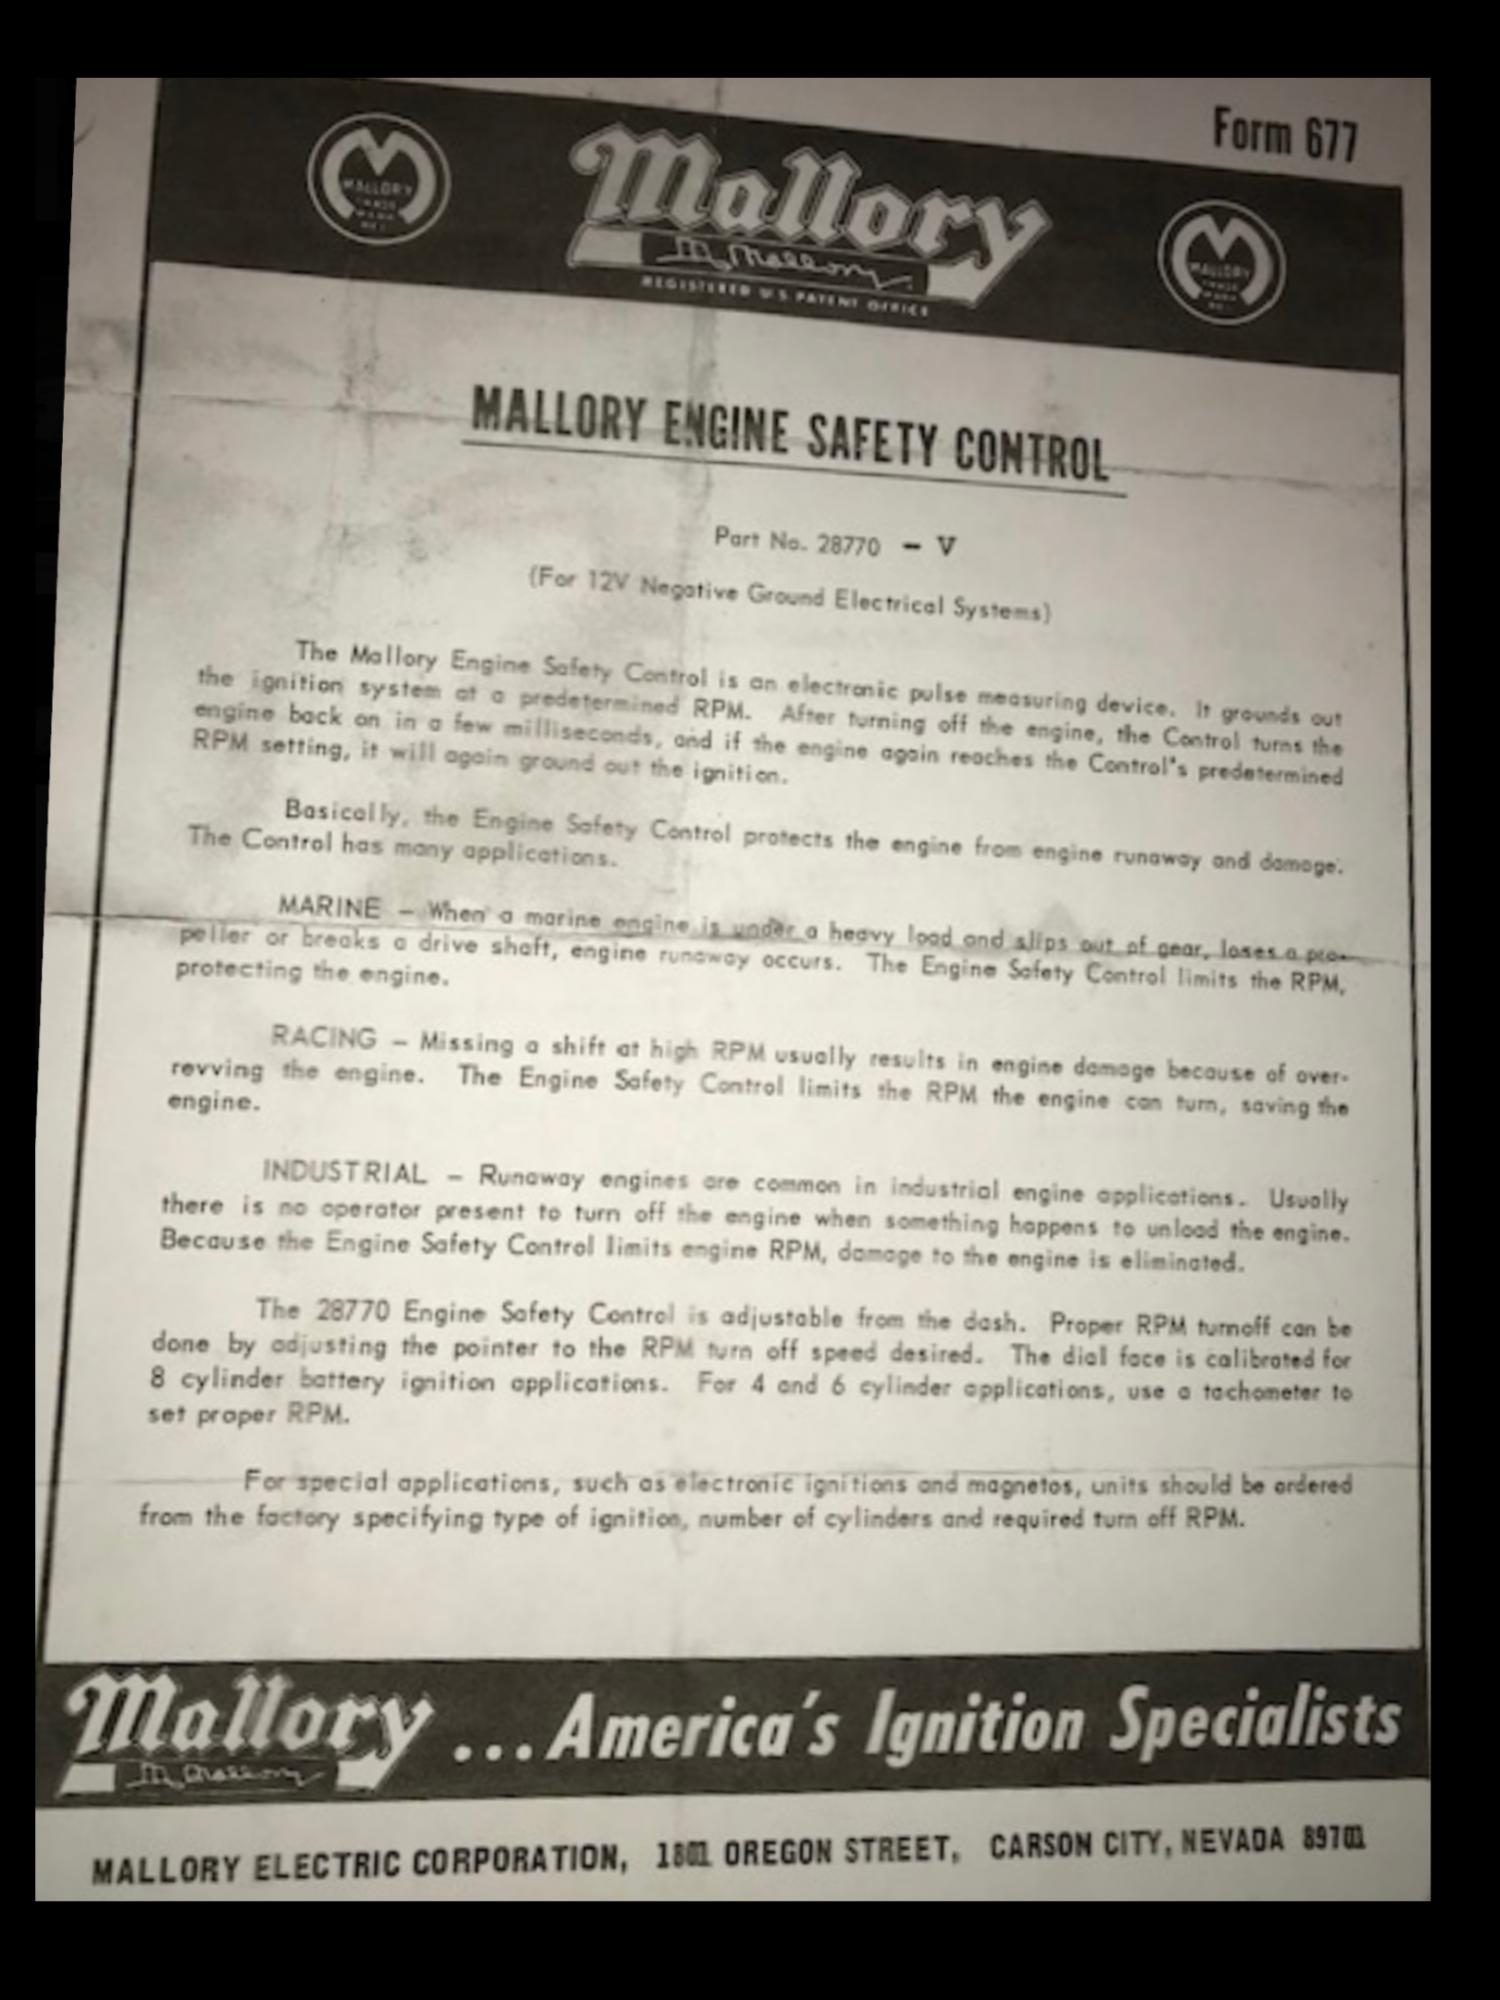 Form 677
MALLORY
TRADE
MARK
REG.
Mallory
M. Mallory
REGISTERED U.S. PATENT OFFICE
MALLORY
TRADE
MARK
REG.
MALLORY ENGINE SAFETY CONTROL
Part No. 28770 - V
(For 12V Negative Ground Electrical Systems)
The Mallory Engine Safety Control is an electronic pulse measuring device. It grounds out
the ignition system at a predetermined RPM. After turning off the engine, the Control turns the
engine back on in a few milliseconds, and if the engine again reaches the Control's predetermined
RPM setting, it will again ground out the ignition.
Basically, the Engine Safety Control protects the engine from engine runaway and damage.
The Control has many applications.
MARINE - When a marine engine is under a heavy load and slips out of gear, loses a pro-
peller or breaks a drive shaft, engine runaway occurs. The Engine Safety Control limits the RPM,
protecting the engine.
RACING - Missing a shift at high RPM usually results in engine damage because of over-
revving the engine. The Engine Safety Control limits the RPM the engine can turn, saving the
engine.
INDUSTRIAL - Runaway engines are common in industrial engine applications. Usually
there is no operator present to turn off the engine when something happens to unload the engine.
Because the Engine Safety Control limits engine RPM, damage to the engine is eliminated.
The 28770 Engine Safety Control is adjustable from the dash. Proper RPM turnoff can be
done by adjusting the pointer to the RPM turn off speed desired. The dial face is calibrated for
8 cylinder battery ignition applications. For 4 and 6 cylinder applications, use a tachometer to
set proper RPM.
For special applications, such as electronic ignitions and magnetos, units should be ordered
from the factory specifying type of ignition, number of cylinders and required turn off RPM.
Mallory ... America's Ignition Specialists
M. Mallory
MALLORY ELECTRIC CORPORATION, 1801 OREGON STREET, CARSON CITY, NEVADA 89701